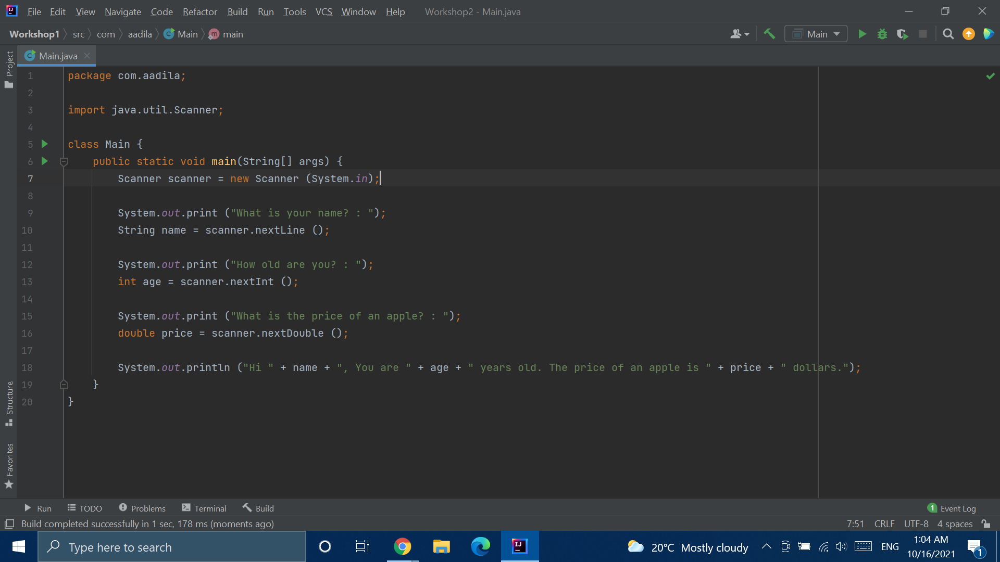 File Edit View Navigate Code Refactor Build Run Tools VCS Window Help Workshop2 - Main.java
Workshop1 src com aadila Main main
Main
Main.java
Project
Structure
Favorites
1 package com.aadila;
2
3 import java.util.Scanner;
4
5 class Main {
6 public static void main(String[] args) {
7 Scanner scanner = new Scanner (System.in);
8
9 System.out.print ("What is your name? : ");
10 String name = scanner.nextLine ();
11
12 System.out.print ("How old are you? : ");
13 int age = scanner.nextInt ();
14
15 System.out.print ("What is the price of an apple? : ");
16 double price = scanner.nextDouble ();
17
18 System.out.println ("Hi " + name + ", You are " + age + " years old. The price of an apple is " + price + " dollars.");
19 }
20 }
Run TODO Problems Terminal Build 1 Event Log
Build completed successfully in 1 sec, 178 ms (moments ago) 7:51 CRLF UTF-8 4 spaces
Type here to search
20°C Mostly cloudy ENG
1:04 AM
10/16/2021
1